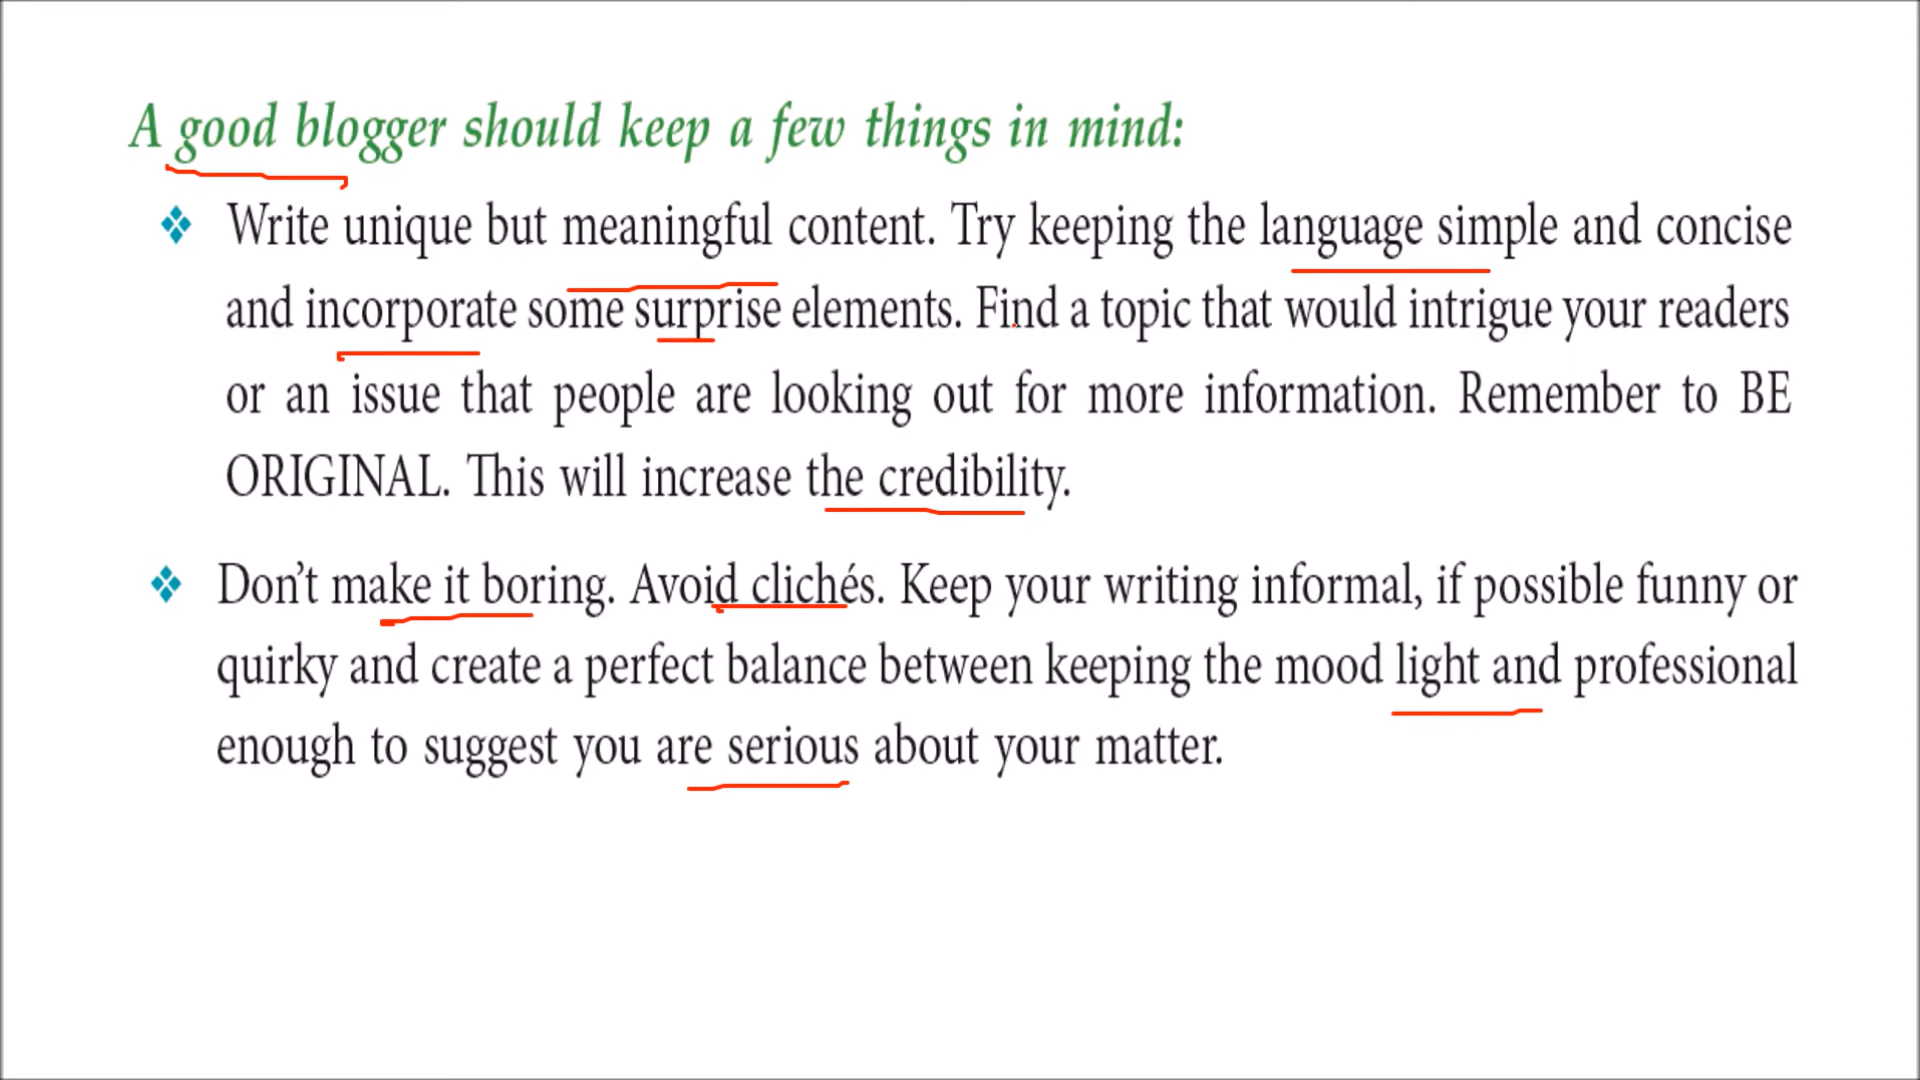 A good blogger should keep a few things in mind:
❖ Write unique but meaningful content. Try keeping the language simple and concise
and incorporate some surprise elements. Find a topic that would intrigue your readers
or an issue that people are looking out for more information. Remember to BE
ORIGINAL. This will increase the credibility.
❖ Don’t make it boring. Avoid clichés. Keep your writing informal, if possible funny or
quirky and create a perfect balance between keeping the mood light and professional
enough to suggest you are serious about your matter.